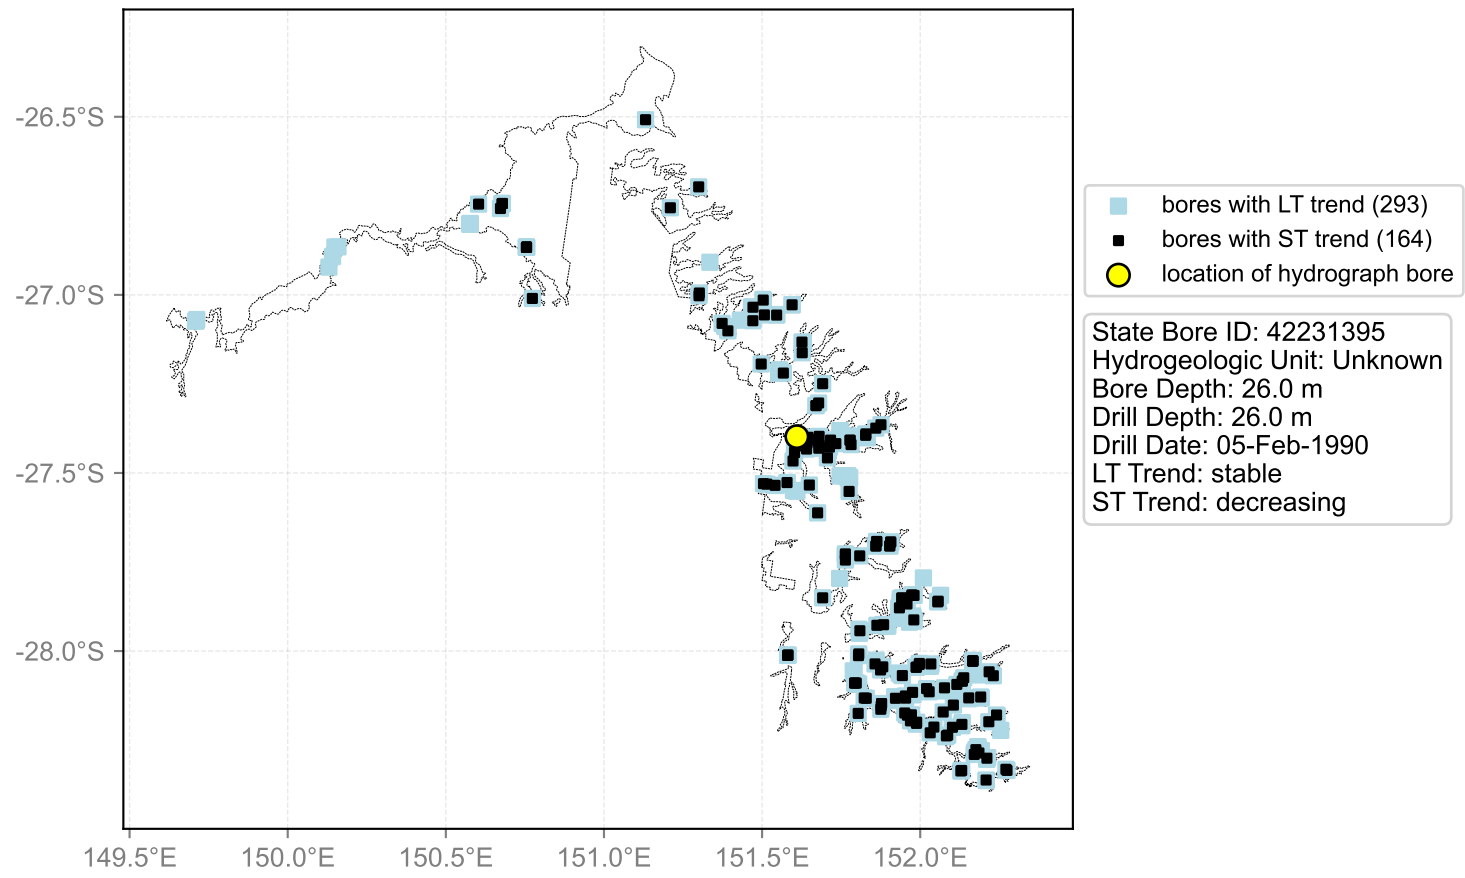 -26.5°S
-27.0°S
-27.5°S
-28.0°S
149.5°E
150.0°E
150.5°E
151.0°E
151.5°E
152.0°E
bores with LT trend (293)
bores with ST trend (164)
location of hydrograph bore
State Bore ID: 42231395
Hydrogeologic Unit: Unknown
Bore Depth: 26.0 m
Drill Depth: 26.0 m
Drill Date: 05-Feb-1990
LT Trend: stable
ST Trend: decreasing